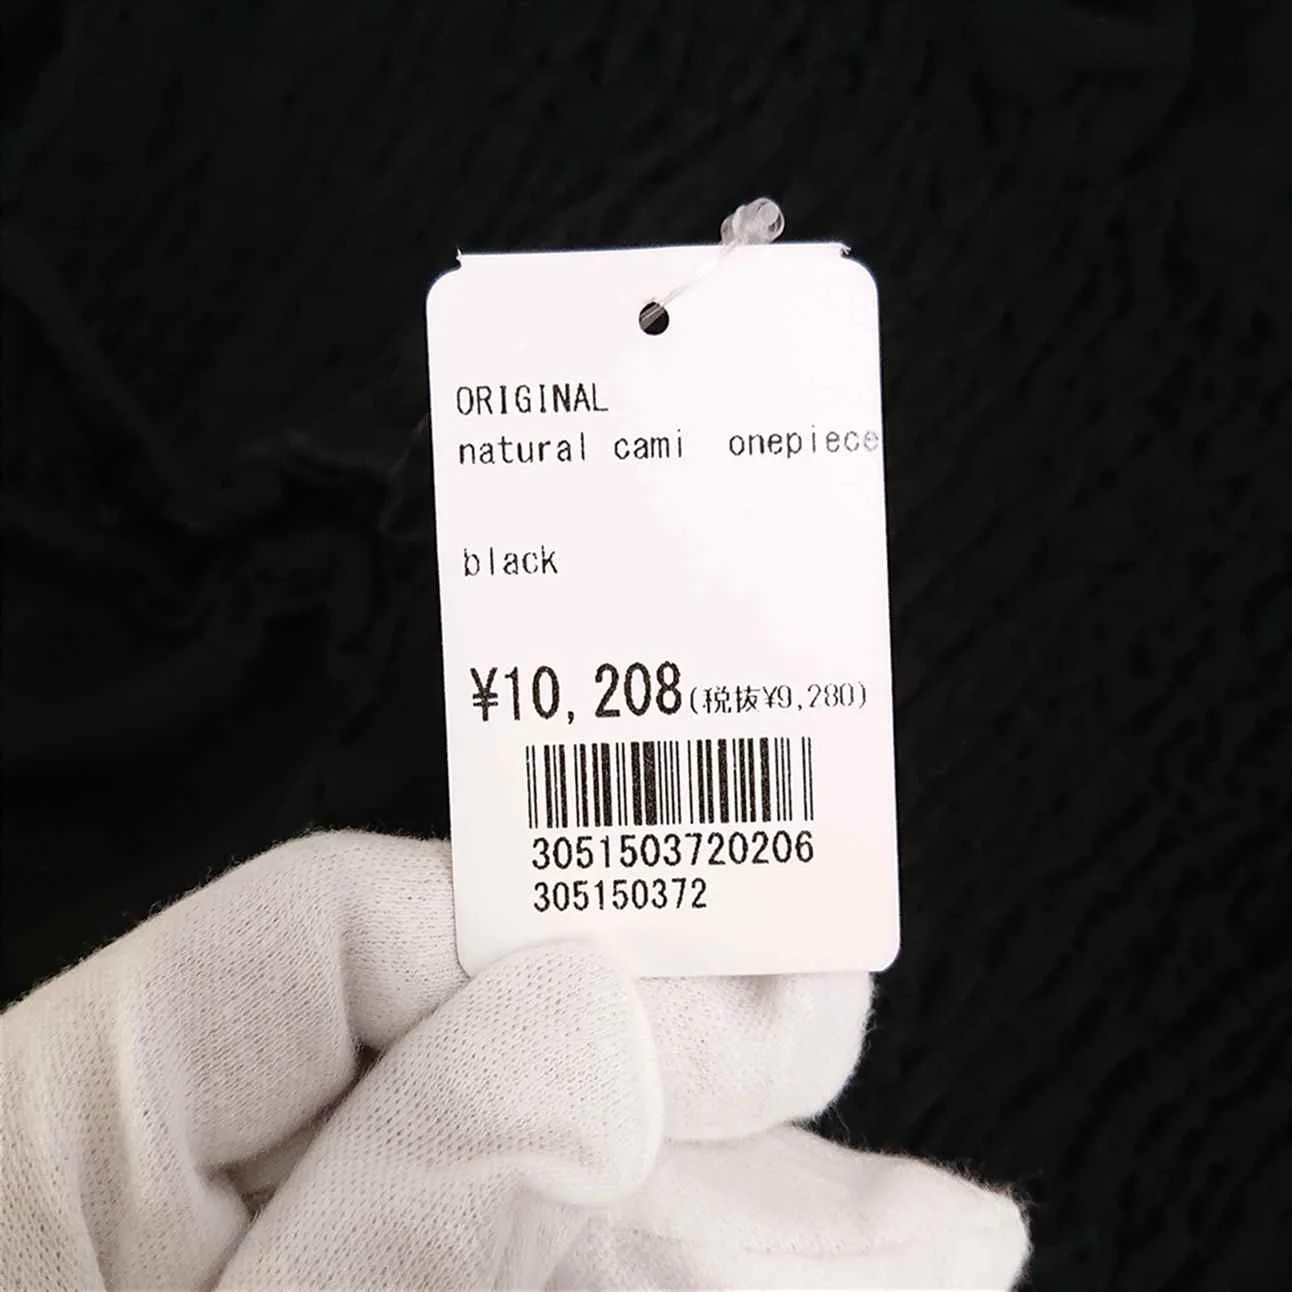 ORIGINAL
natural cami onepiece
black
¥10,208(税抜¥9,280)
3051503720206
305150372